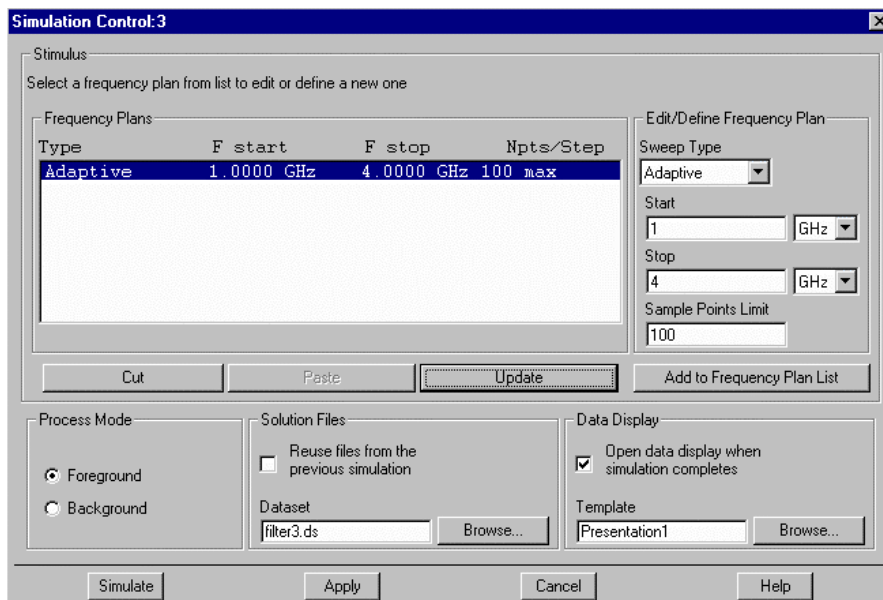 Simulation Control:3
Stimulus
Select a frequency plan from list to edit or define a new one
Frequency Plans
Type F start F stop Npts/Step
Adaptive 1.0000 GHz 4.0000 GHz 100 max
Edit/Define Frequency Plan
Sweep Type
Adaptive
Start
1 GHz
Stop
4 GHz
Sample Points Limit
100
Cut Paste Update Add to Frequency Plan List
Process Mode
Foreground
Background
Solution Files
Reuse files from the
previous simulation
Dataset
filter3.ds Browse...
Data Display
Open data display when
simulation completes
Template
Presentation1 Browse...
Simulate Apply Cancel Help